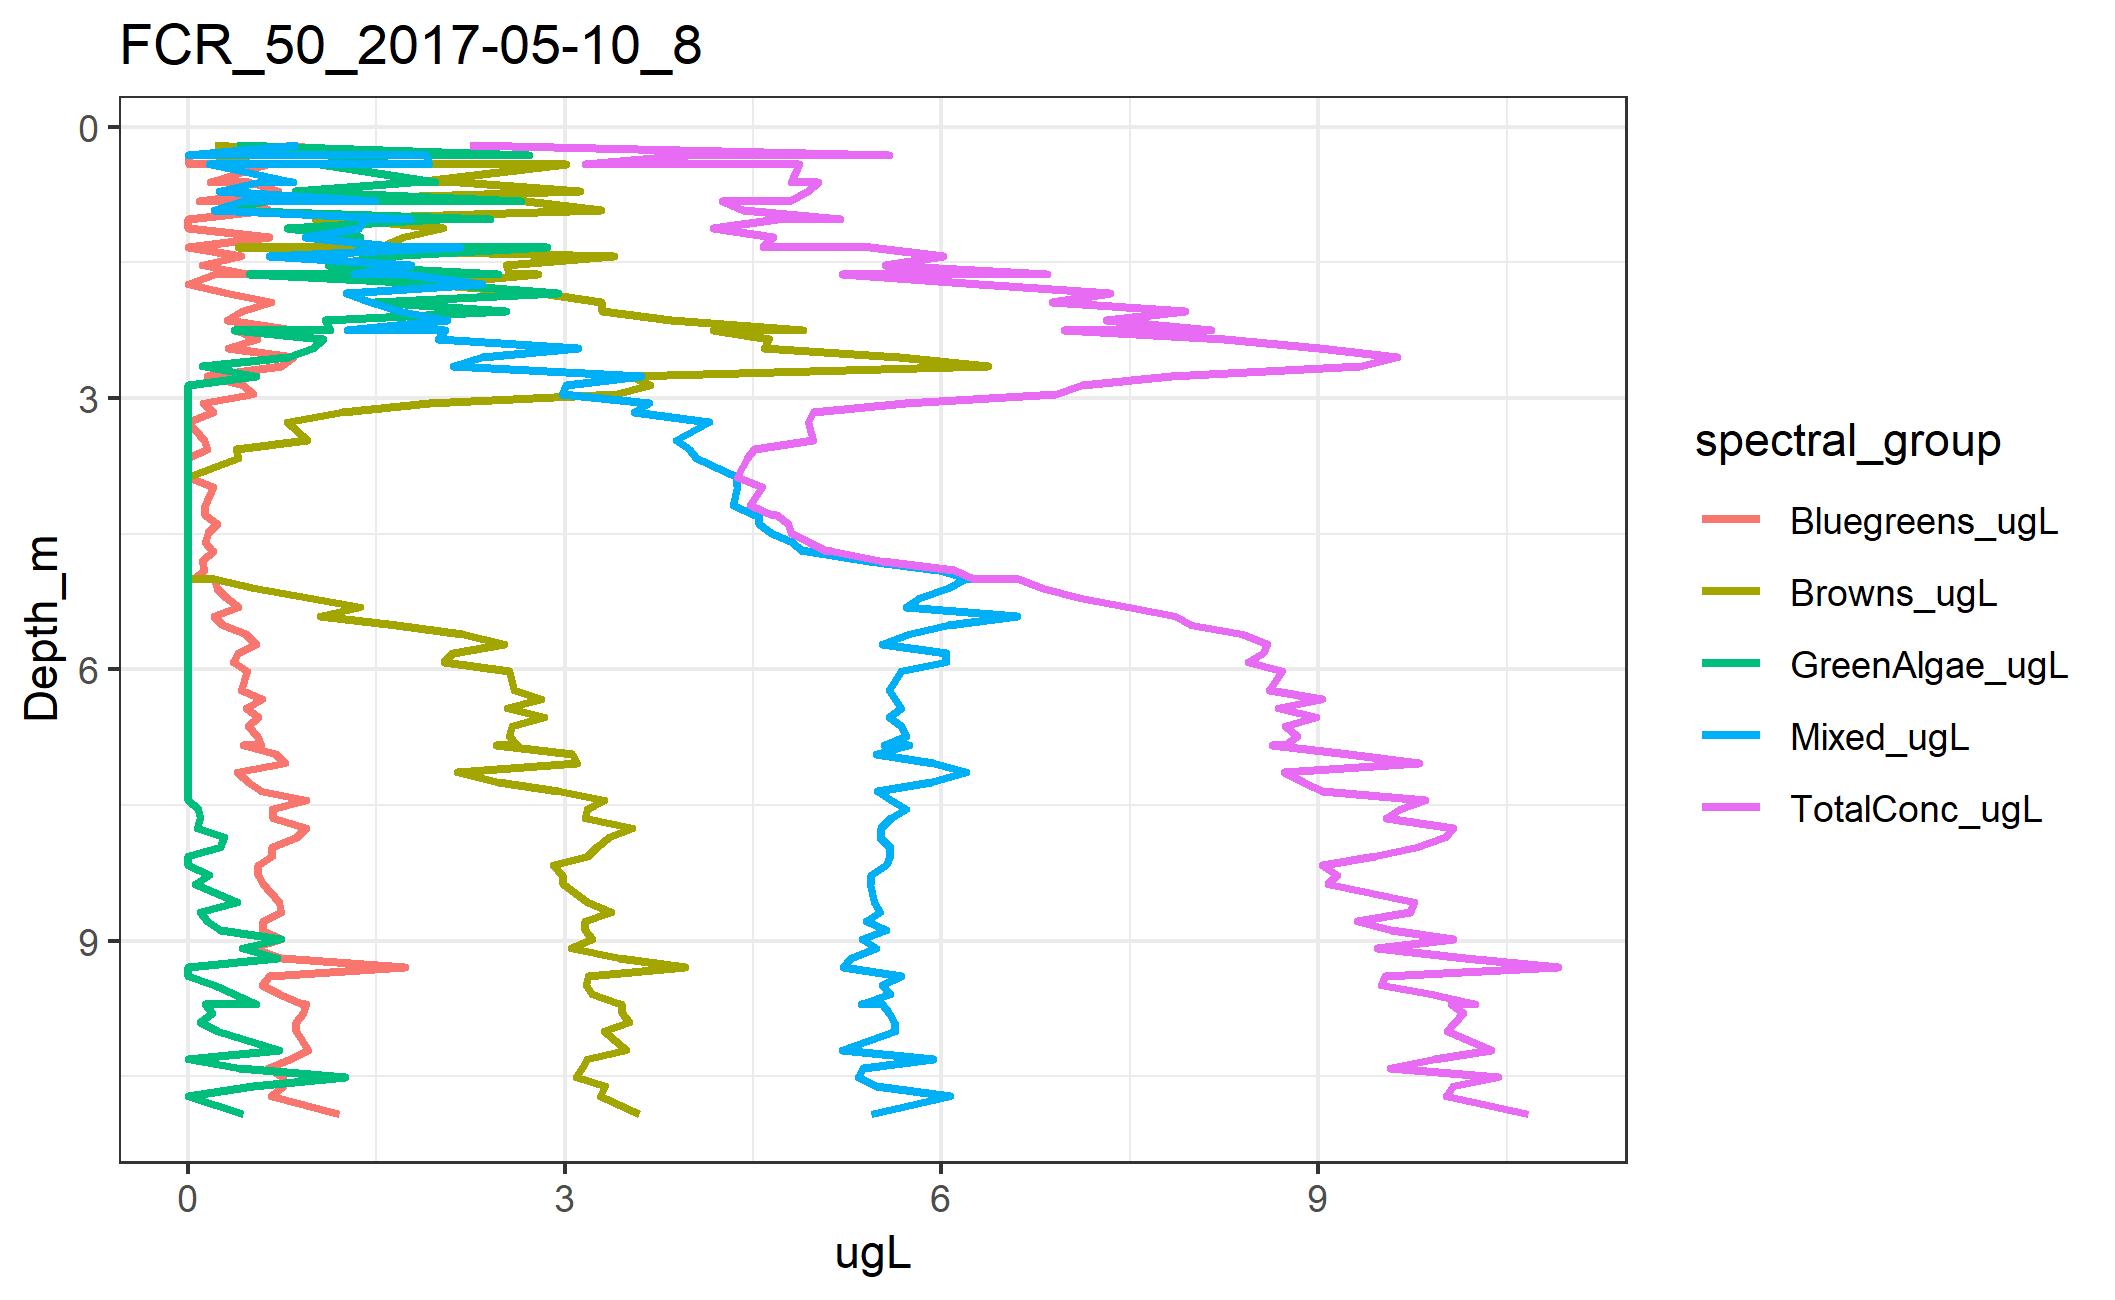 FCR_50_2017-05-10_8
0
3
6
9
Depth_m
0
3
6
9
ugL
spectral_group
Bluegreens_ugL
Browns_ugL
GreenAlgae_ugL
Mixed_ugL
TotalConc_ugL